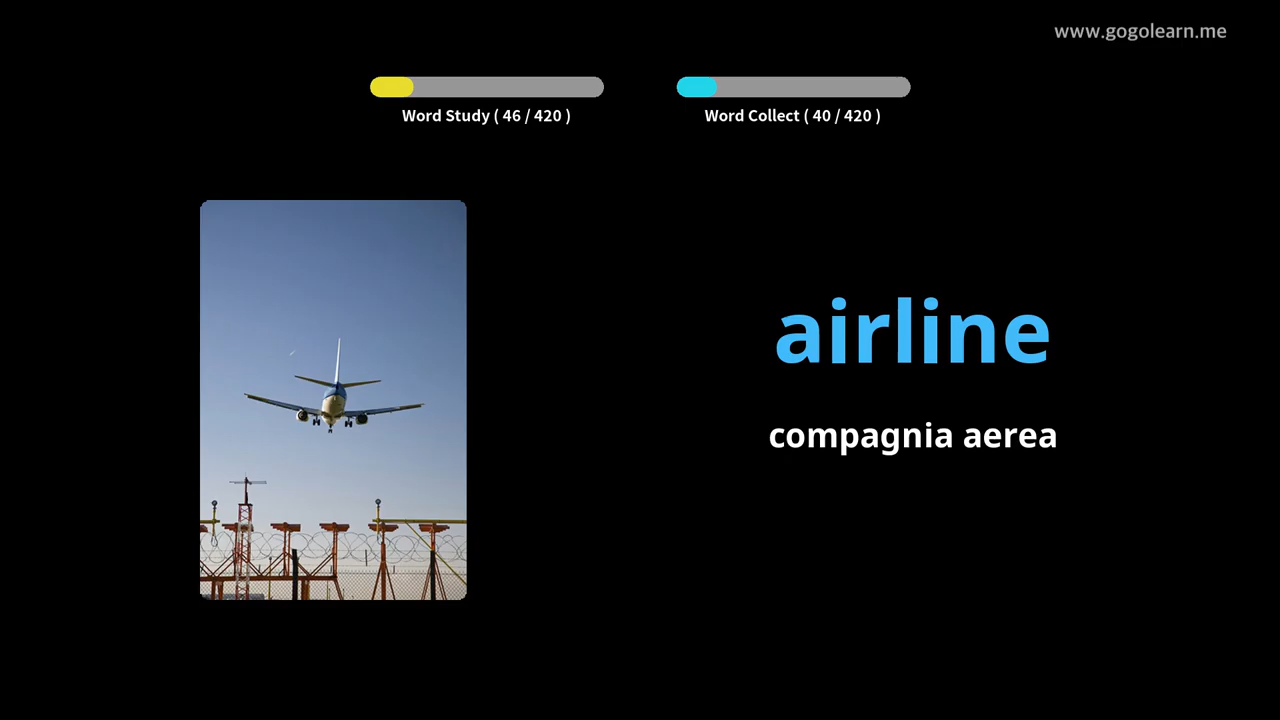 www.gogolearn.me
Word Study ( 46 / 420 )
Word Collect ( 40 / 420 )
airline
compagnia aerea